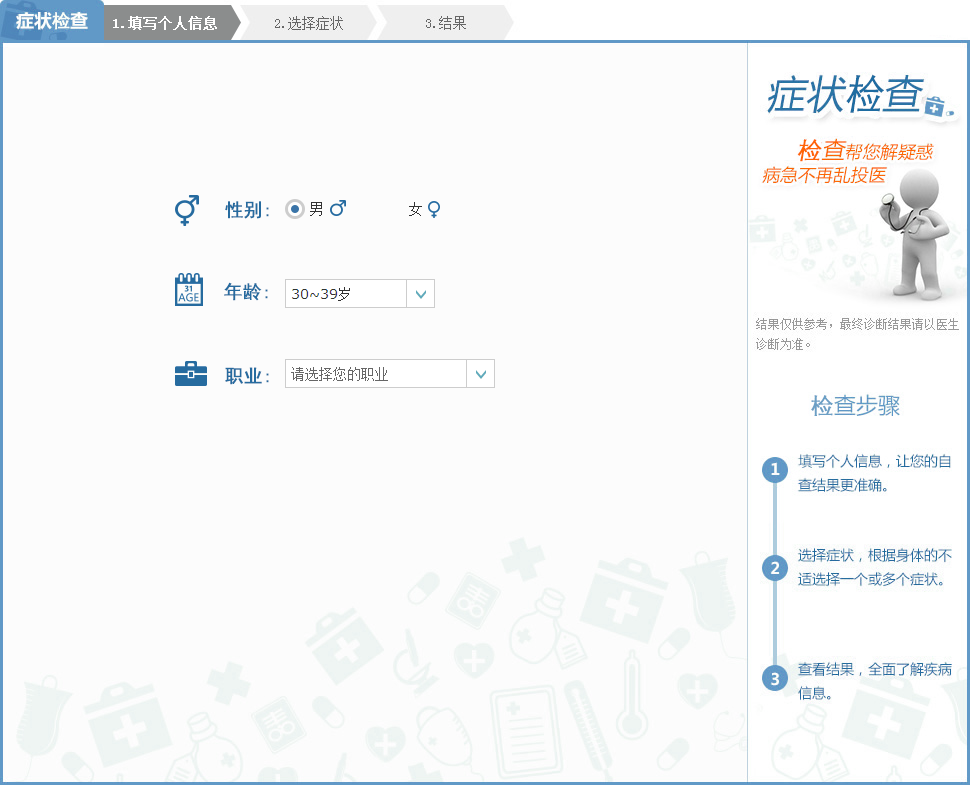 症状检查
1.填写个人信息
2.选择症状
3.结果
性别：
男
女
31
AGE
年龄：
30~39岁
职业：
请选择您的职业
症状检查
检查帮您解疑惑
病急不再乱投医
结果仅供参考，最终诊断结果请以医生
诊断为准。
检查步骤
1
填写个人信息，让您的自
查结果更准确。
2
选择症状，根据身体的不
适选择一个或多个症状。
3
查看结果，全面了解疾病
信息。